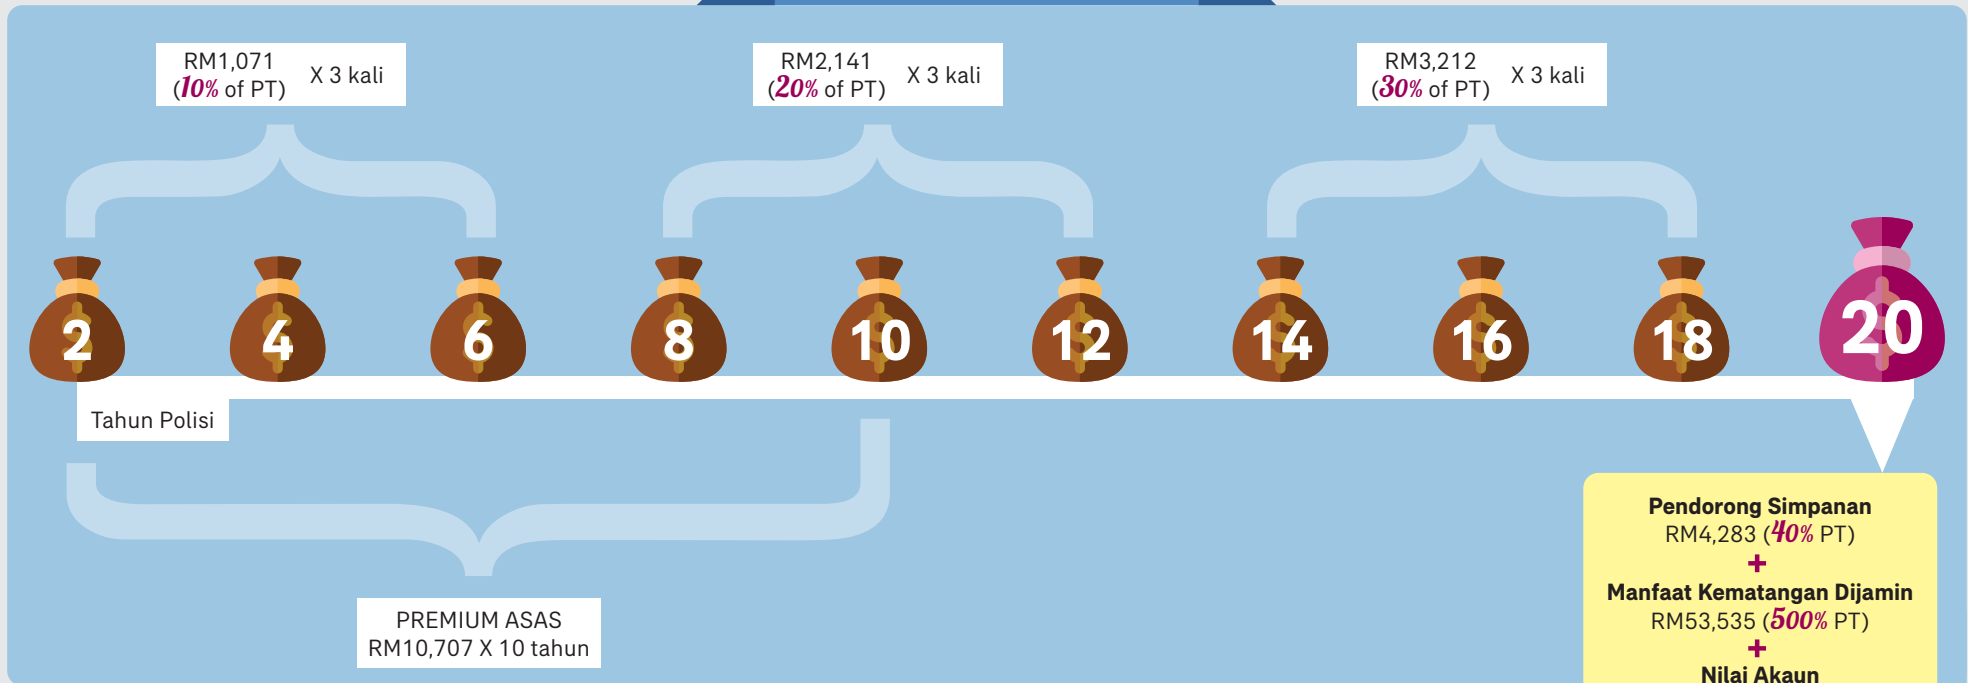 RM1,071
(10% of PT)
X 3 kali
RM2,141
(20% of PT)
X 3 kali
RM3,212
(30% of PT)
X 3 kali
2
4
6
8
10
12
14
16
18
20
Tahun Polisi
PREMIUM ASAS
RM10,707 X 10 tahun
Pendorong Simpanan
RM4,283 (40% PT)
+
Manfaat Kematangan Dijamin
RM53,535 (500% PT)
+
Nilai Akaun